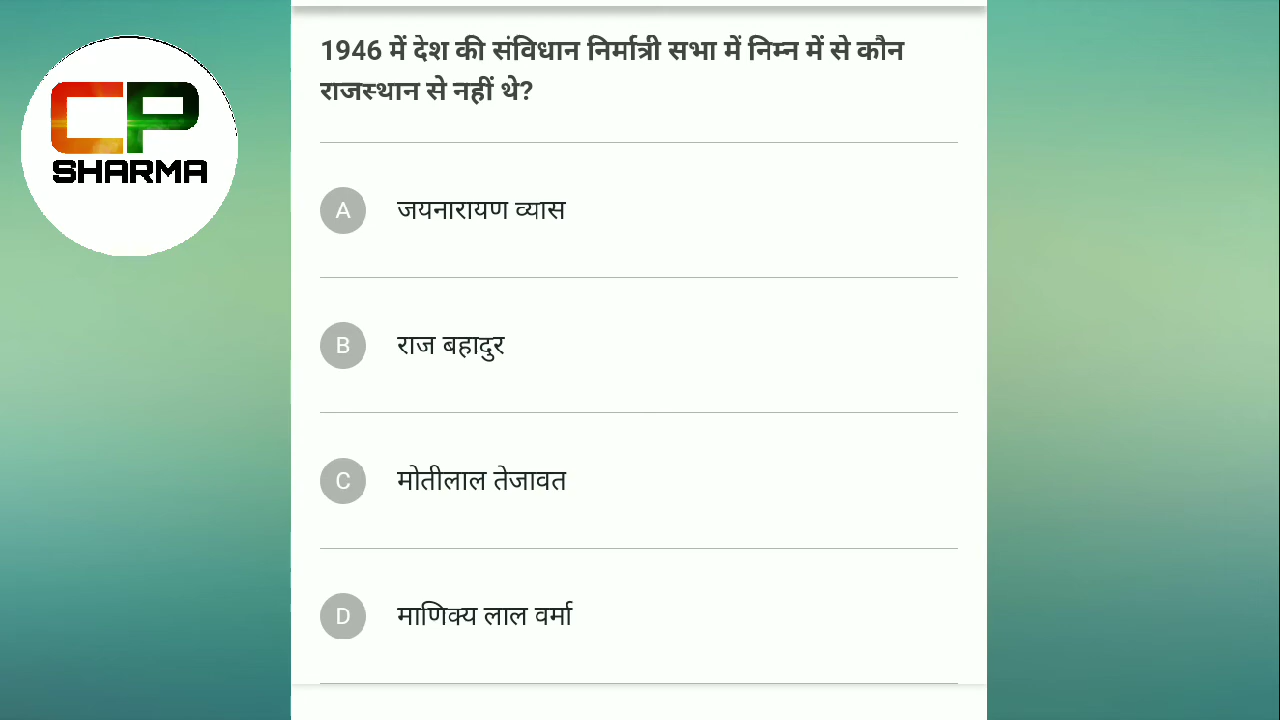 CP
SHARMA
1946 में देश की संविधान निर्मात्री सभा में निम्न में से कौन
राजस्थान से नहीं थे?
A जयनारायण व्यास
B राज बहादुर
C मोतीलाल तेजावत
D माणिक्य लाल वर्मा